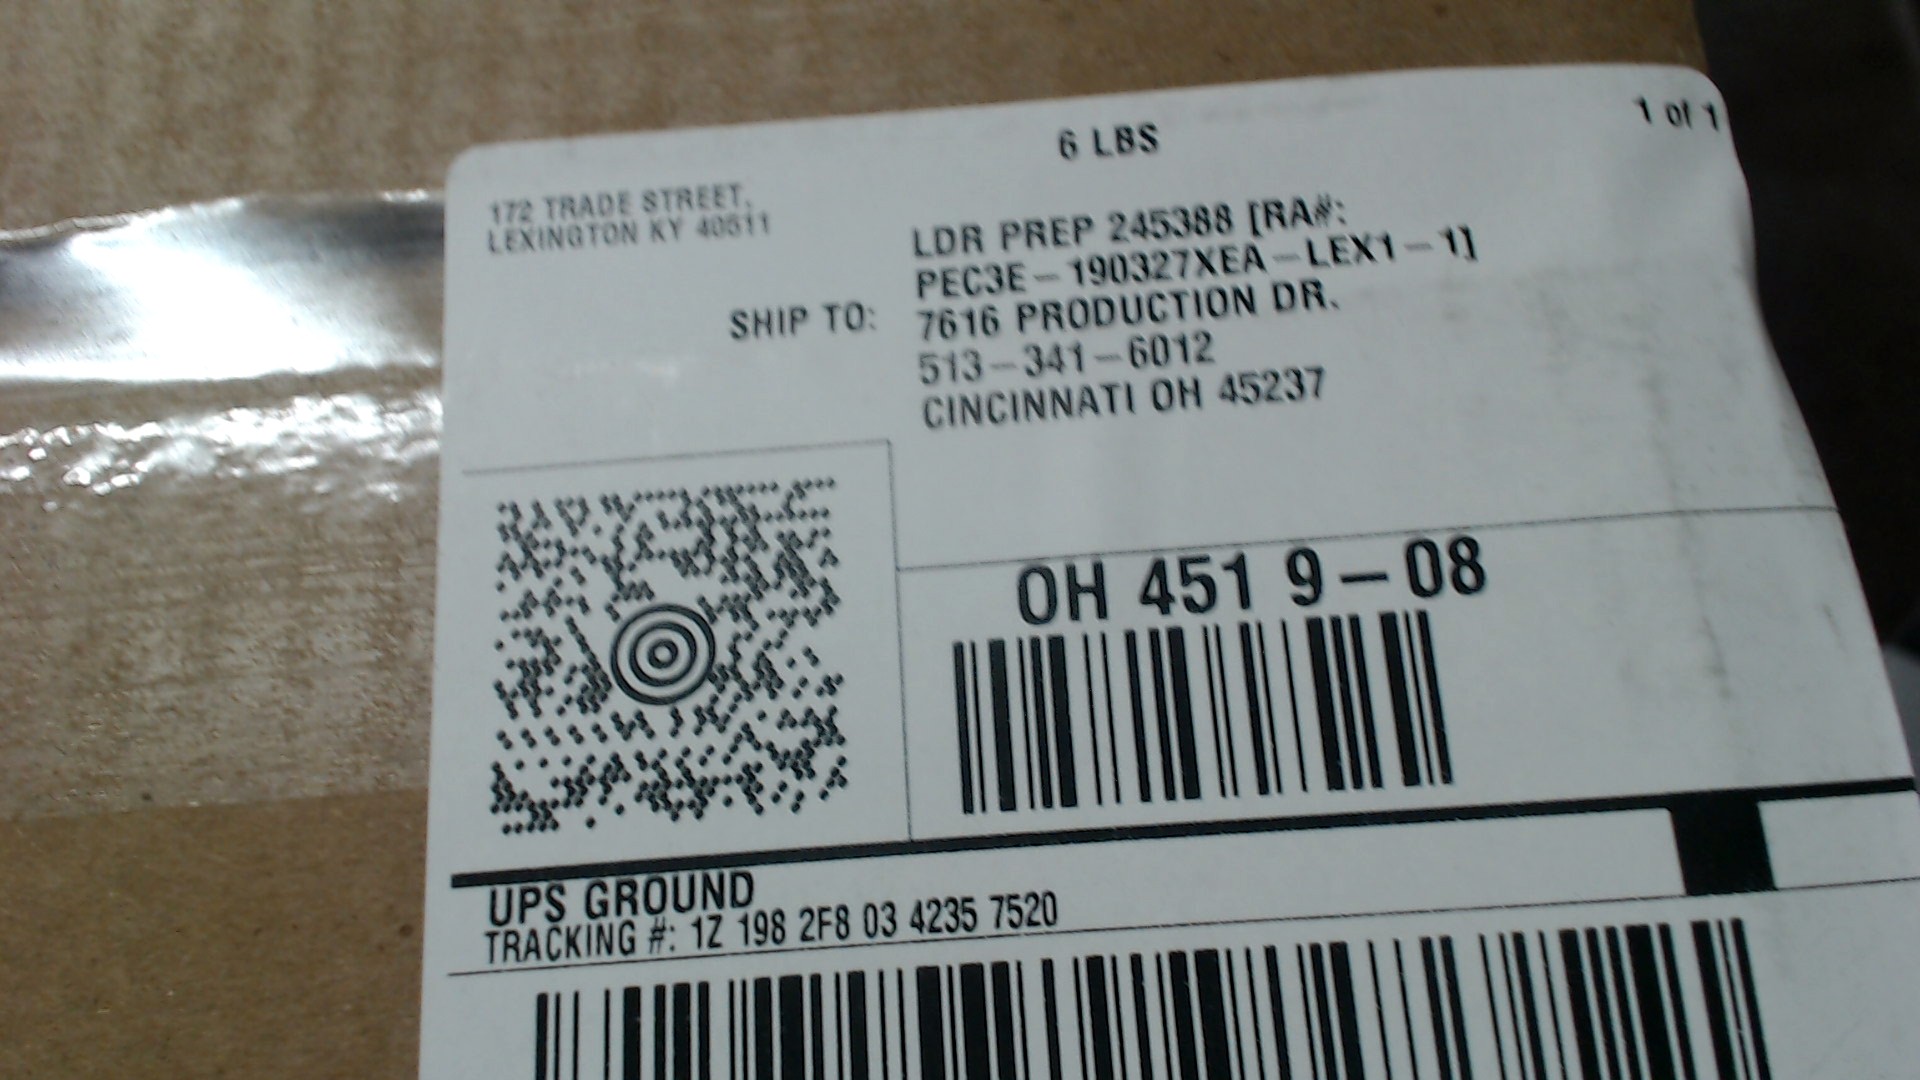 6 LBS
1 of 1
172 TRADE STREET,
LEXINGTON KY 40511
SHIP TO:
LDR PREP 245388 [RA#:
PEC3E-190327XEA-LEX1-1]
7616 PRODUCTION DR.
513-341-6012
CINCINNATI OH 45237
OH 451 9-08
UPS GROUND
TRACKING #: 1Z 198 2F8 03 4235 7520